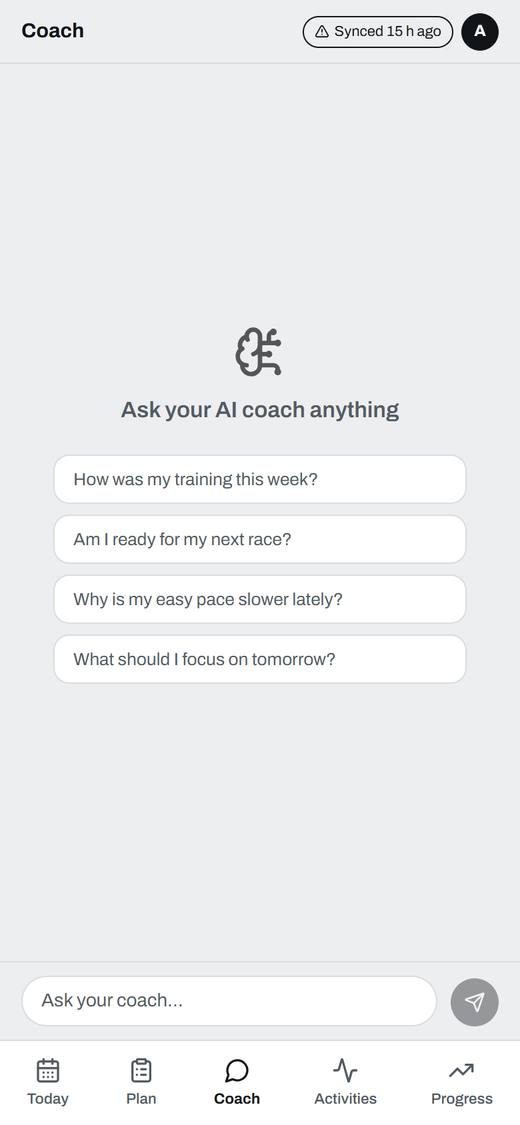 Coach
Synced 15 h ago
A
Ask your AI coach anything
How was my training this week?
Am I ready for my next race?
Why is my easy pace slower lately?
What should I focus on tomorrow?
Ask your coach...
Today
Plan
Coach
Activities
Progress